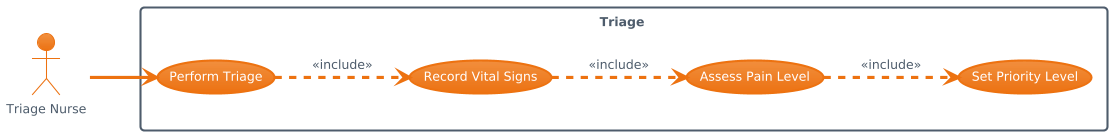 Triage
Triage Nurse
Perform Triage
«include»
Record Vital Signs
«include»
Assess Pain Level
«include»
Set Priority Level